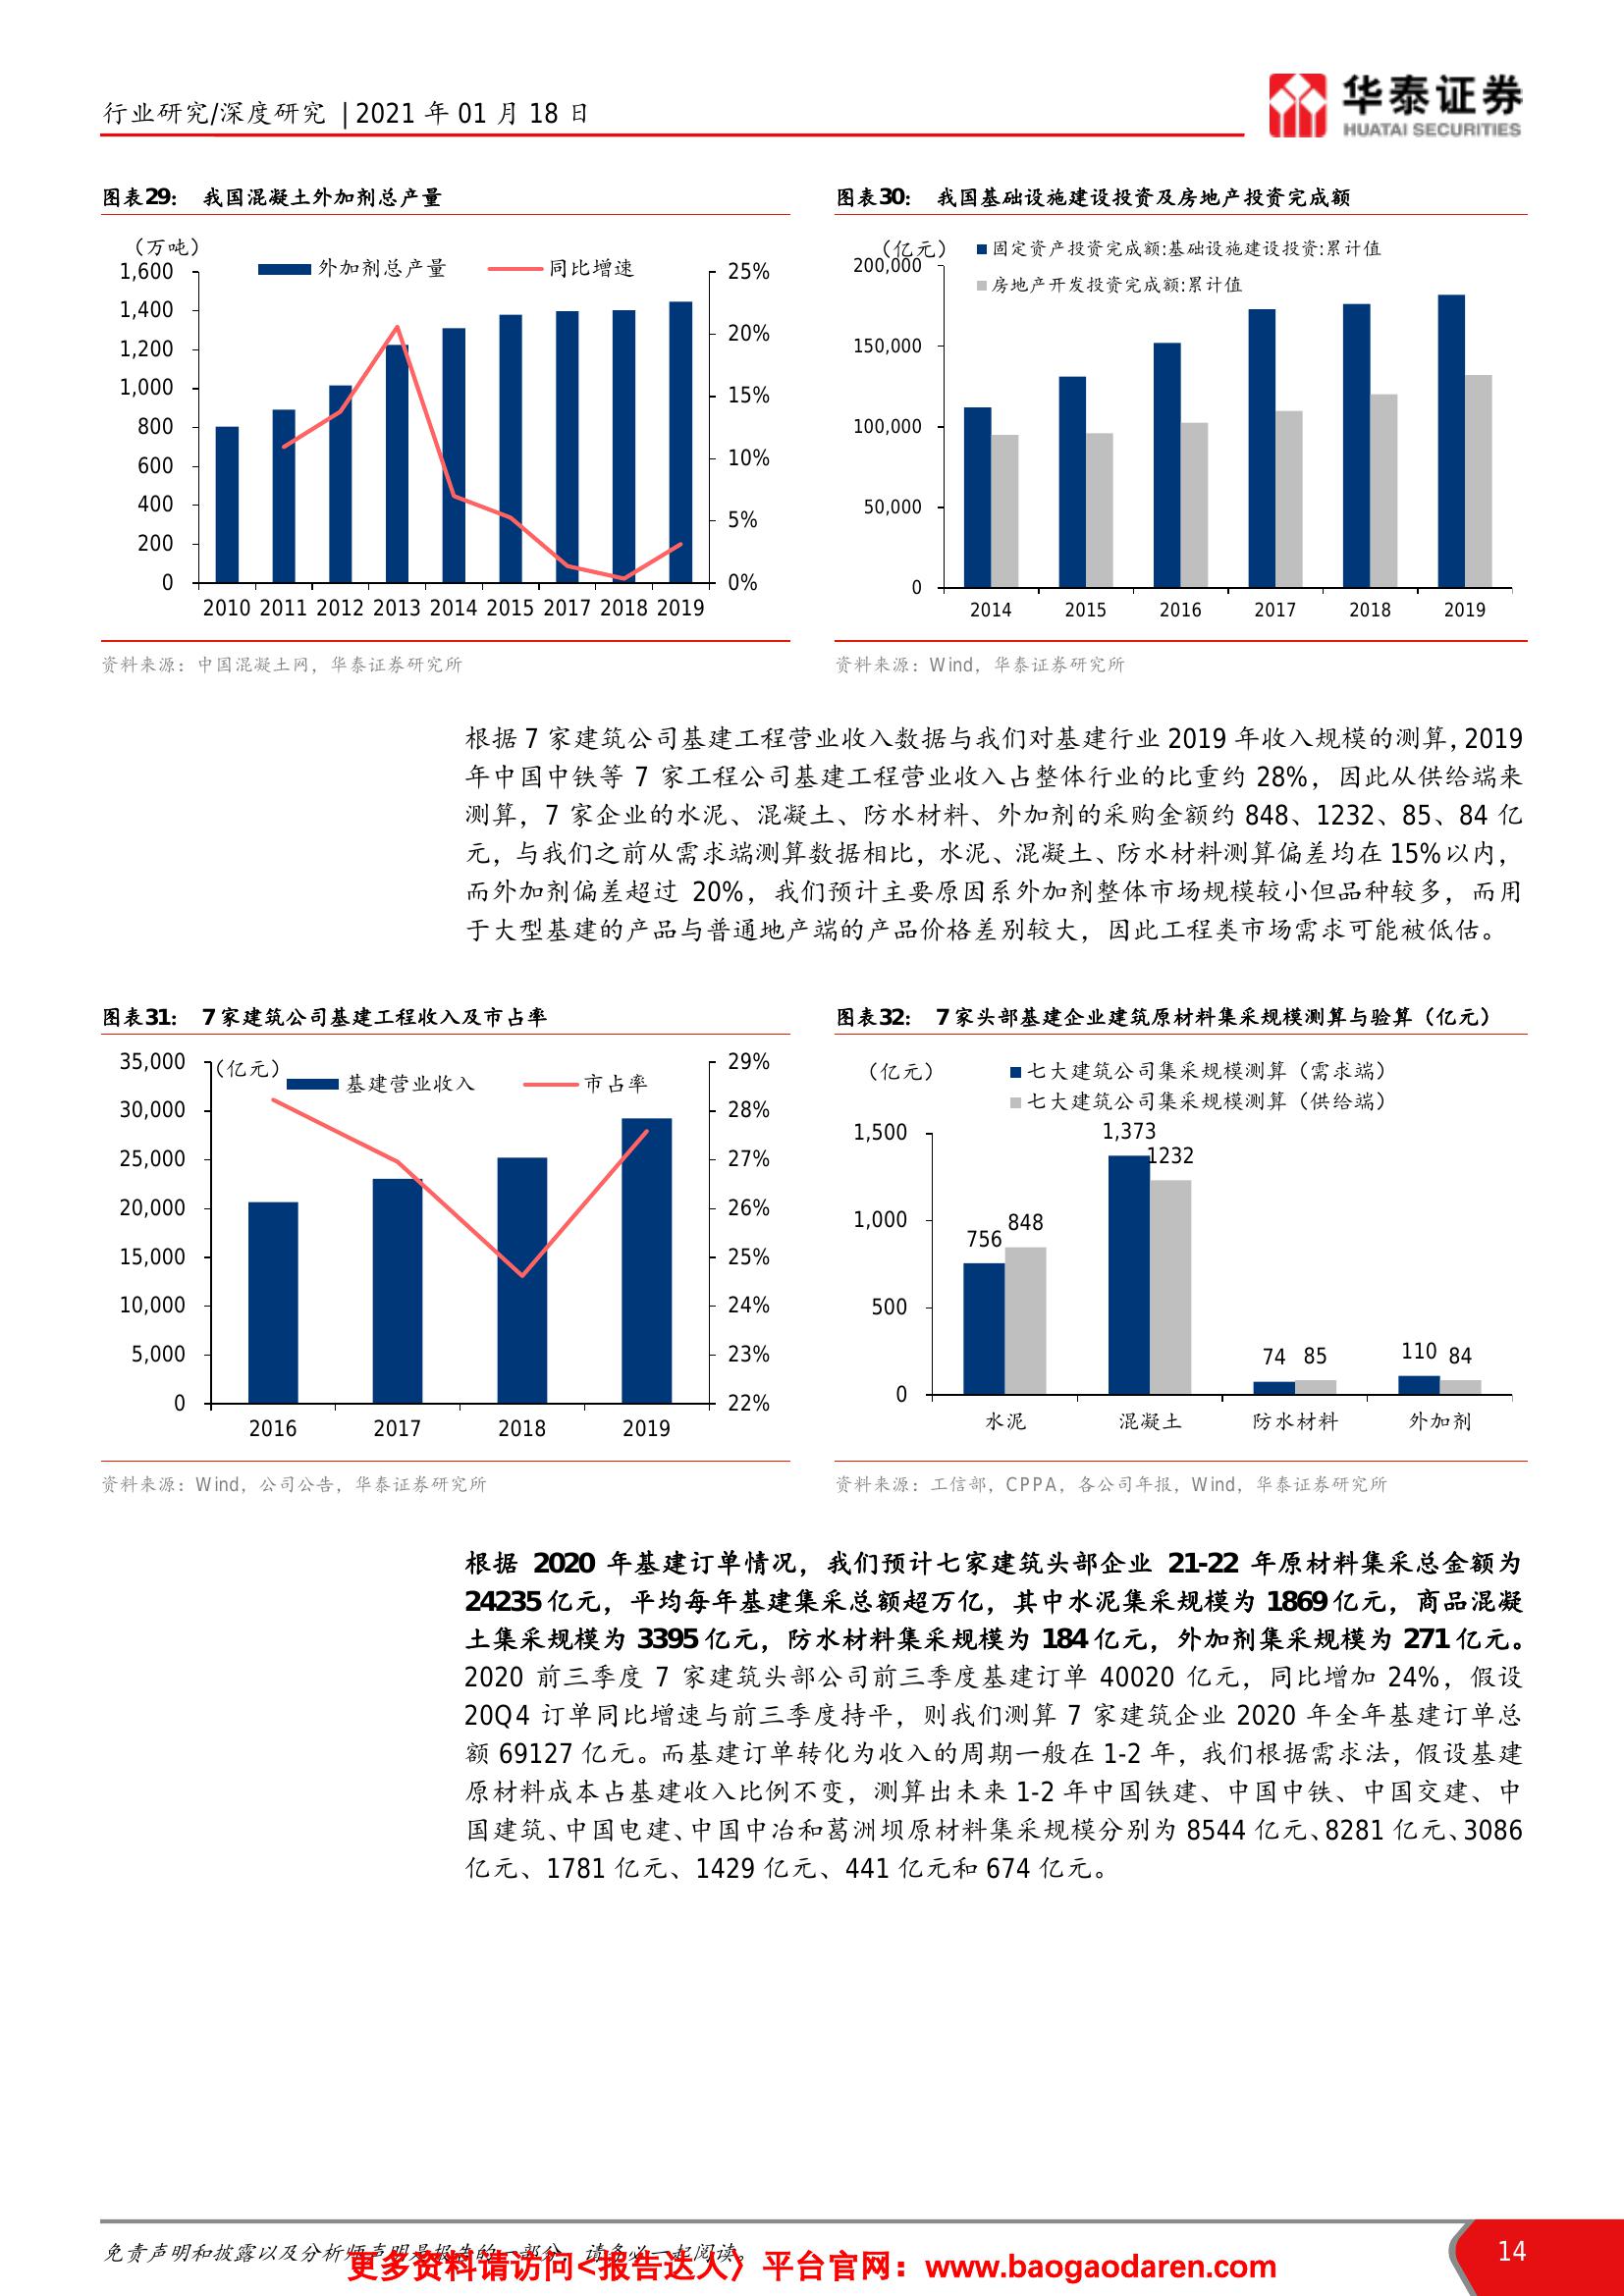 行业研究/深度研究 | 2021 年 01 月 18 日
华泰证券
HUATAI SECURITIES
图表29: 我国混凝土外加剂总产量
(万吨)
外加剂总产量
同比增速
1,600
1,400
1,200
1,000
800
600
400
200
0
25%
20%
15%
10%
5%
0%
2010 2011 2012 2013 2014 2015 2017 2018 2019
资料来源:中国混凝土网,华泰证券研究所
图表30: 我国基础设施建设投资及房地产投资完成额
(亿元)
固定资产投资完成额:基础设施建设投资:累计值
房地产开发投资完成额:累计值
200,000
150,000
100,000
50,000
0
2014 2015 2016 2017 2018 2019
资料来源:Wind,华泰证券研究所
根据 7 家建筑公司基建工程营业收入数据与我们对基建行业 2019 年收入规模的测算,2019
年中国中铁等 7 家工程公司基建工程营业收入占整体行业的比重约 28%,因此从供给端来
测算,7 家企业的水泥、混凝土、防水材料、外加剂的采购金额约 848、1232、85、84 亿
元,与我们之前从需求端测算数据相比,水泥、混凝土、防水材料测算偏差均在 15%以内,
而外加剂偏差超过 20%,我们预计主要原因系外加剂整体市场规模较小但品种较多,而用
于大型基建的产品与普通地产端的产品价格差别较大,因此工程类市场需求可能被低估。
图表31: 7 家建筑公司基建工程收入及市占率
(亿元)
基建营业收入
市占率
35,000
30,000
25,000
20,000
15,000
10,000
5,000
0
29%
28%
27%
26%
25%
24%
23%
22%
2016 2017 2018 2019
资料来源:Wind,公司公告,华泰证券研究所
图表32: 7 家头部基建企业建筑原材料集采规模测算与验算(亿元)
(亿元)
七大建筑公司集采规模测算(需求端)
七大建筑公司集采规模测算(供给端)
1,500
1,000
500
0
756 848
1,373
1232
74 85
110 84
水泥 混凝土 防水材料 外加剂
资料来源:工信部,CPPA,各公司年报,Wind,华泰证券研究所
根据 2020 年基建订单情况,我们预计七家建筑头部企业 21-22 年原材料集采总金额为
24235 亿元,平均每年基建集采总额超万亿,其中水泥集采规模为 1869 亿元,商品混凝
土集采规模为 3395 亿元,防水材料集采规模为 184 亿元,外加剂集采规模为 271 亿元。
2020 前三季度 7 家建筑头部公司前三季度基建订单 40020 亿元,同比增加 24%,假设
20Q4 订单同比增速与前三季度持平,则我们测算 7 家建筑企业 2020 年全年基建订单总
额 69127 亿元。而基建订单转化为收入的周期一般在 1-2 年,我们根据需求法,假设基建
原材料成本占基建收入比例不变,测算出未来 1-2 年中国铁建、中国中铁、中国交建、中
国建筑、中国电建、中国中冶和葛洲坝原材料集采规模分别为 8544 亿元、8281 亿元、3086
亿元、1781 亿元、1429 亿元、441 亿元和 674 亿元。
免责声明和披露以及分析师声明是报告的一部分,请务必一起阅读。
14
更多资料请访问<报告达人〉平台官网:www.baogaodaren.com